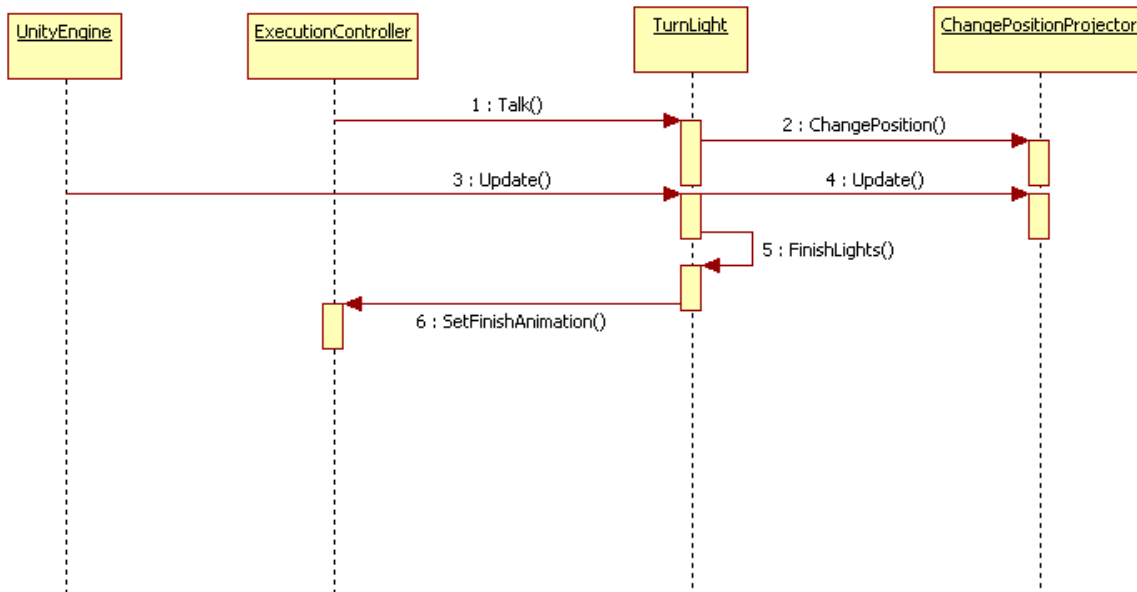 UnityEngine
ExecutionController
TurnLight
ChangePositionProjector
1 : Talk()
2 : ChangePosition()
3 : Update()
4 : Update()
5 : FinishLights()
6 : SetFinishAnimation()